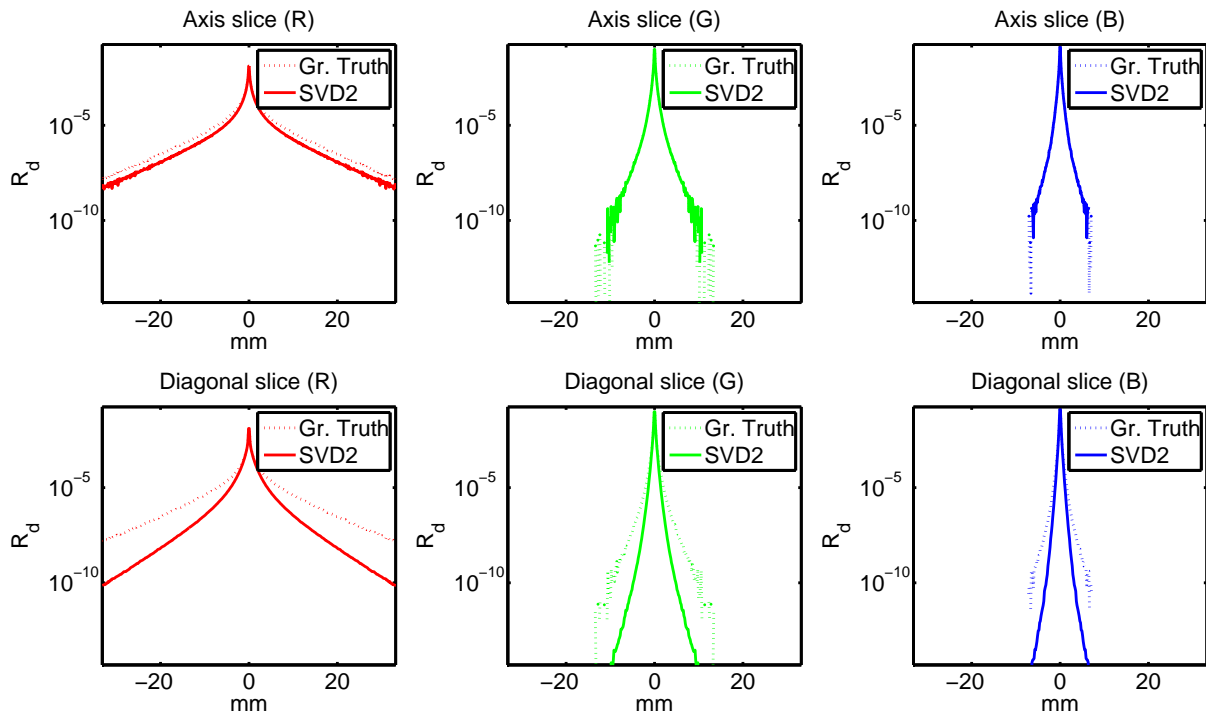 Axis slice (R)
Gr. Truth
SVD2
10^-5
10^-10
R_d
−20 0 20
mm
Axis slice (G)
Gr. Truth
SVD2
10^-5
10^-10
R_d
−20 0 20
mm
Axis slice (B)
Gr. Truth
SVD2
10^-5
10^-10
R_d
−20 0 20
mm
Diagonal slice (R)
Gr. Truth
SVD2
10^-5
10^-10
R_d
−20 0 20
mm
Diagonal slice (G)
Gr. Truth
SVD2
10^-5
10^-10
R_d
−20 0 20
mm
Diagonal slice (B)
Gr. Truth
SVD2
10^-5
10^-10
R_d
−20 0 20
mm